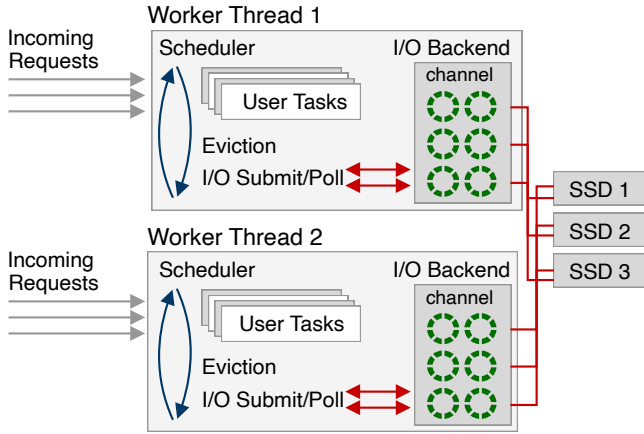 Worker Thread 1
Incoming
Requests
Scheduler
I/O Backend
channel
User Tasks
Eviction
I/O Submit/Poll
SSD 1
SSD 2
SSD 3
Worker Thread 2
Incoming
Requests
Scheduler
I/O Backend
channel
User Tasks
Eviction
I/O Submit/Poll